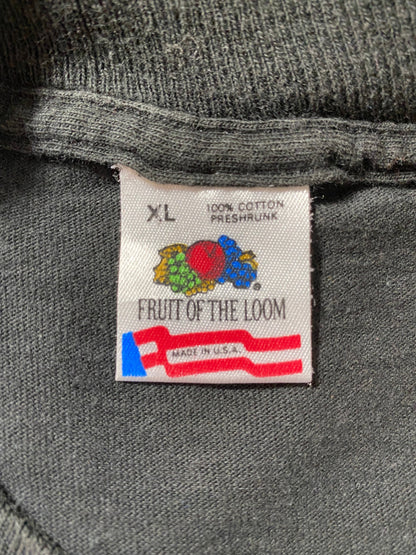 XL
100% COTTON
PRESHRUNK
®
FRUIT OF THE LOOM
MADE IN U.S.A.